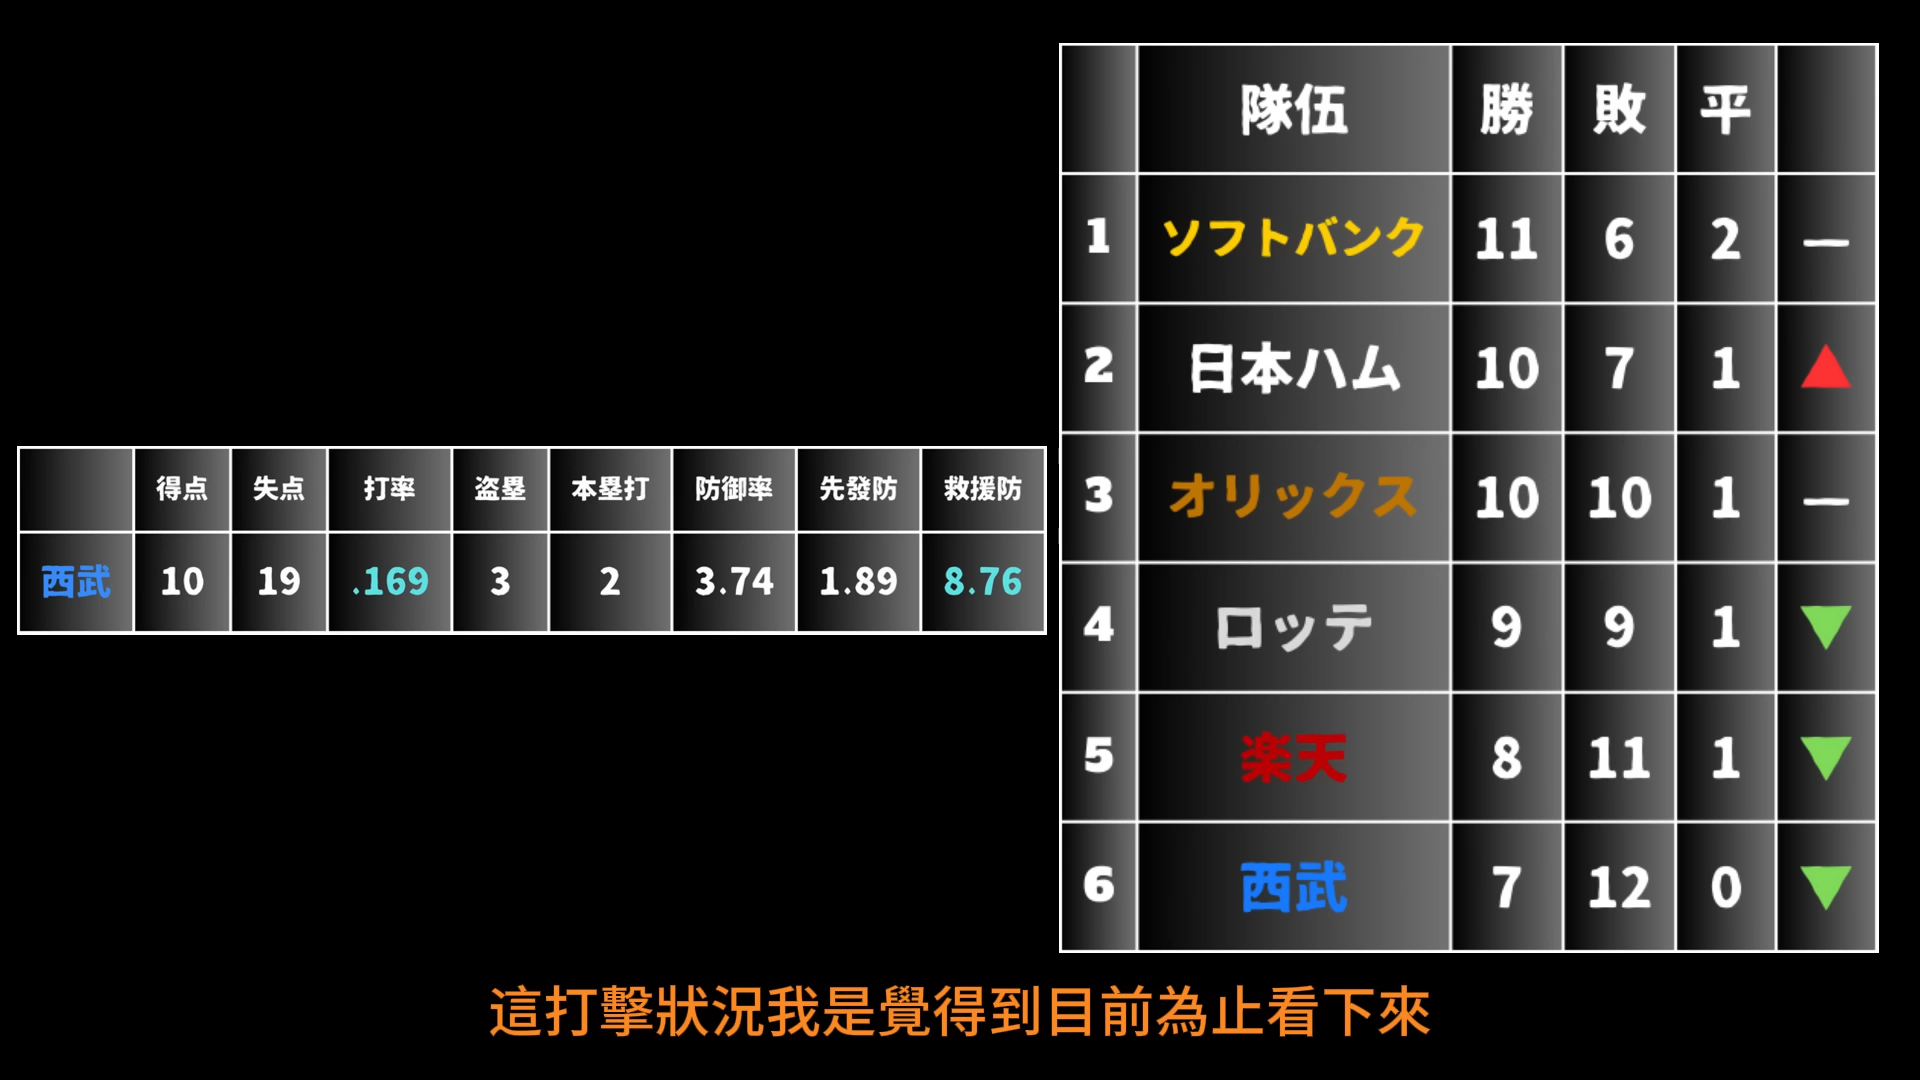 得点 失点 打率 盗塁 本塁打 防御率 先發防 救援防
西武 10 19 .169 3 2 3.74 1.89 8.76
隊伍 勝 敗 平
1 ソフトバンク 11 6 2 —
2 日本ハム 10 7 1 ▲
3 オリックス 10 10 1 —
4 ロッテ 9 9 1 ▼
5 楽天 8 11 1 ▼
6 西武 7 12 0 ▼
這打擊狀況我是覺得到目前為止看下來